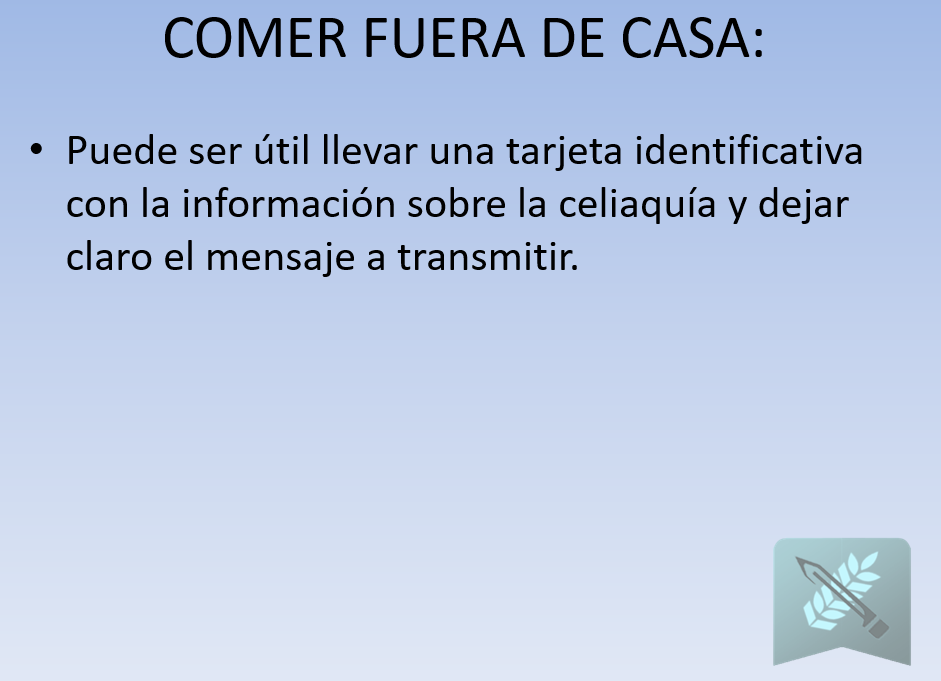 COMER FUERA DE CASA:
• Puede ser útil llevar una tarjeta identificativa
con la información sobre la celiaquía y dejar
claro el mensaje a transmitir.